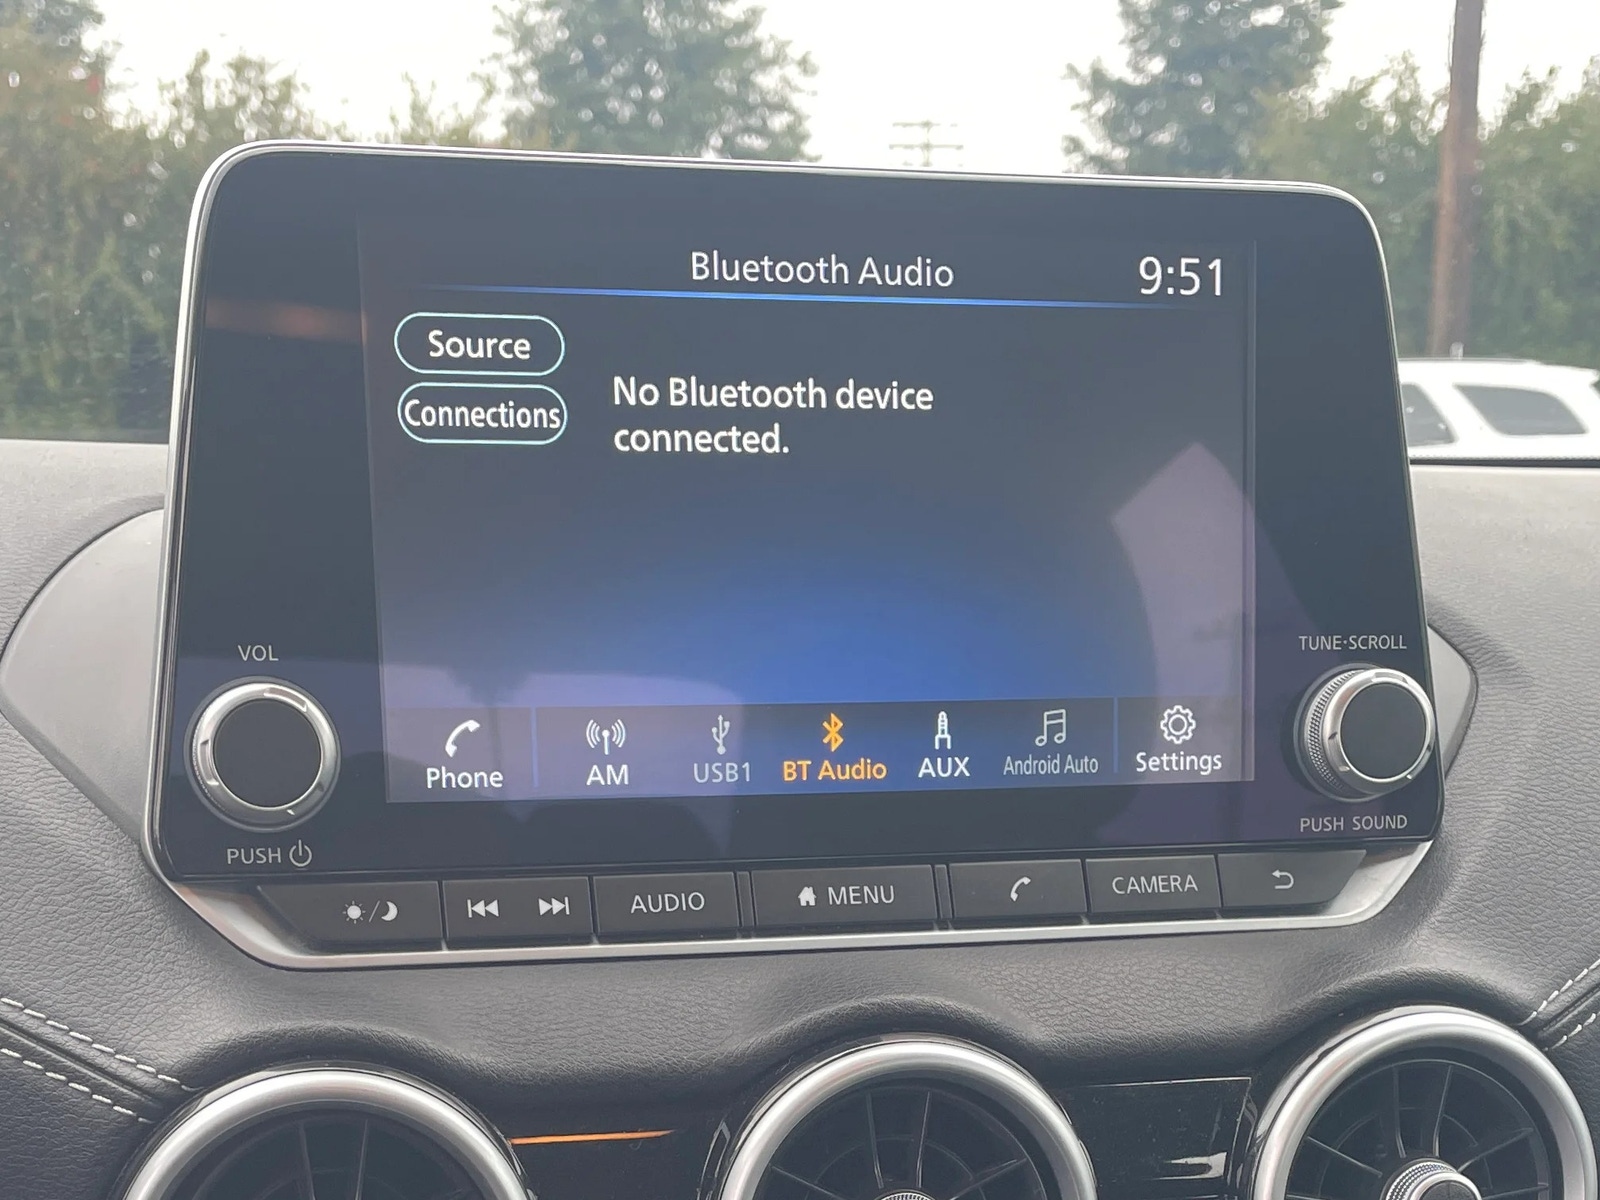 Bluetooth Audio 9:51
Source
Connections
No Bluetooth device
connected.
VOL
PUSH
TUNE·SCROLL
PUSH SOUND
Phone
AM
USB1
BT Audio
AUX
Android Auto
Settings
AUDIO
MENU
CAMERA